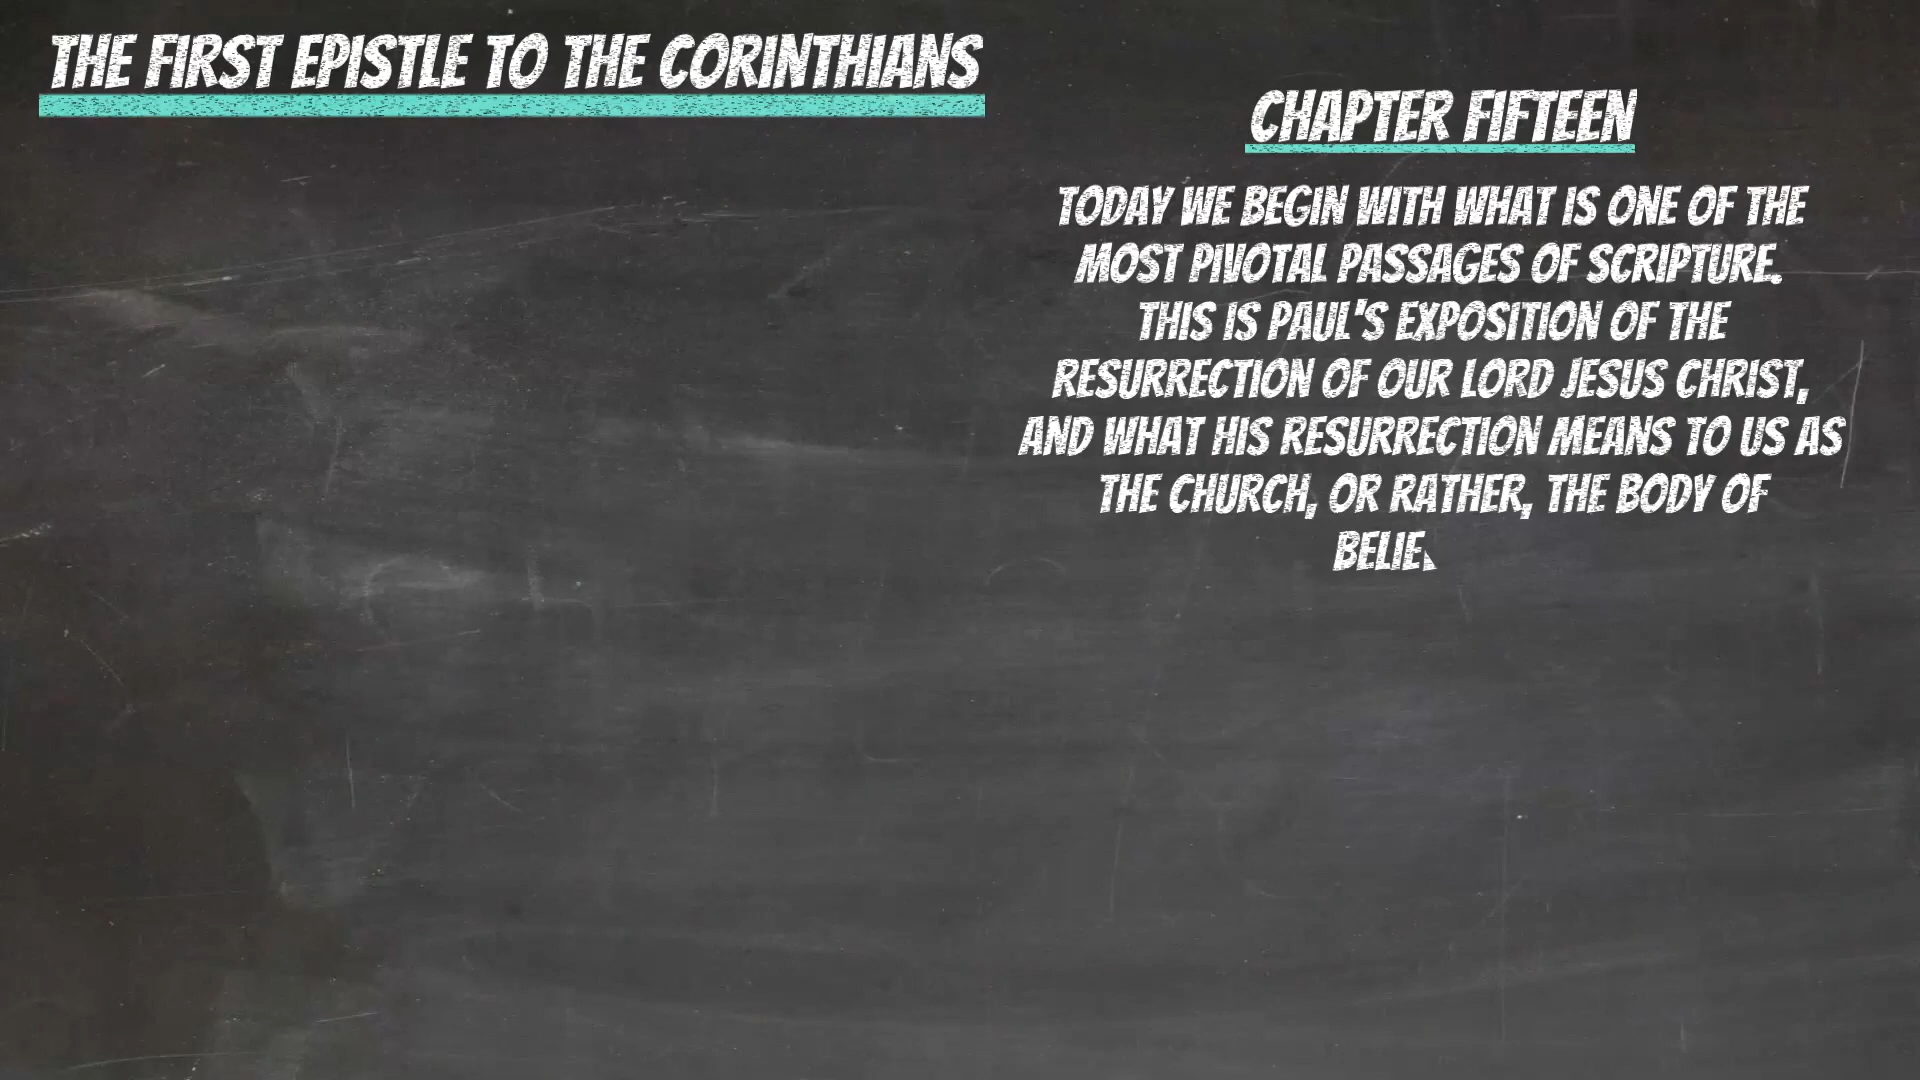 THE FIRST EPISTLE TO THE CORINTHIANS
CHAPTER FIFTEEN
TODAY WE BEGIN WITH WHAT IS ONE OF THE
MOST PIVOTAL PASSAGES OF SCRIPTURE.
THIS IS PAUL'S EXPOSITION OF THE
RESURRECTION OF OUR LORD JESUS CHRIST,
AND WHAT HIS RESURRECTION MEANS TO US AS
THE CHURCH, OR RATHER, THE BODY OF